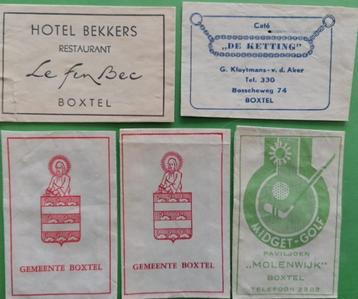 HOTEL BEKKERS
RESTAURANT
Le fin Bec
BOXTEL
Café
„DE KETTING”
G. Kluytmans - v. d. Aker
Tel. 330
Bosscheweg 74
BOXTEL
GEMEENTE BOXTEL
GEMEENTE BOXTEL
MIDGET-GOLF
PAVILJOEN
„MOLENWIJK”
BOXTEL
TELEFOON 2302